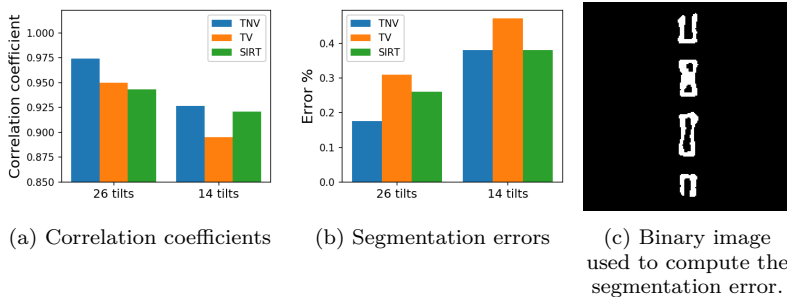 Correlation coefficient
1.000
0.975
0.950
0.925
0.900
0.875
0.850
26 tilts
14 tilts
TNV
TV
SIRT
Error %
0.4
0.3
0.2
0.1
0.0
26 tilts
14 tilts
TNV
TV
SIRT
(a) Correlation coefficients
(b) Segmentation errors
(c) Binary image
used to compute the
segmentation error.